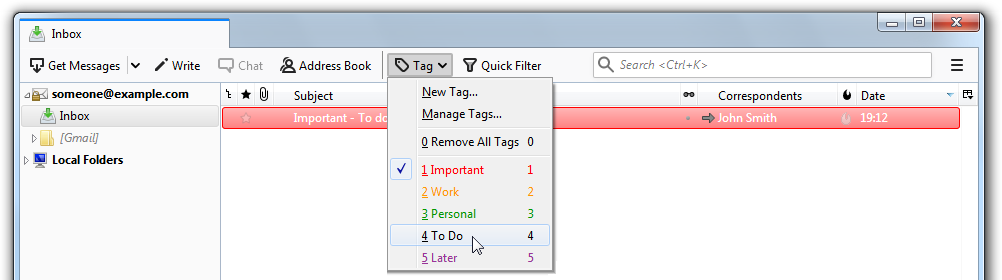 Inbox
Get Messages Write Chat Address Book Tag Quick Filter Search <Ctrl+K>
someone@example.com
Inbox
[Gmail]
Local Folders
Subject Correspondents Date
Important - To do John Smith 19:12
New Tag...
Manage Tags...
0 Remove All Tags 0
1 Important 1
2 Work 2
3 Personal 3
4 To Do 4
5 Later 5